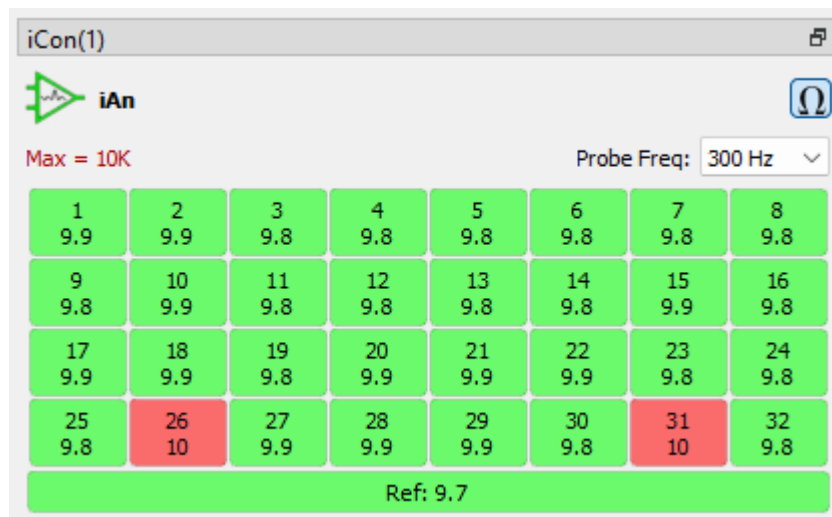 iCon(1)
iAn
Ω
Max = 10K Probe Freq: 300 Hz
1 2 3 4 5 6 7 8
9.9 9.9 9.8 9.8 9.8 9.8 9.8 9.8
9 10 11 12 13 14 15 16
9.8 9.9 9.8 9.8 9.8 9.8 9.9 9.8
17 18 19 20 21 22 23 24
9.9 9.9 9.8 9.9 9.9 9.9 9.8 9.8
25 26 27 28 29 30 31 32
9.8 10 9.9 9.9 9.9 9.8 10 9.8
Ref: 9.7